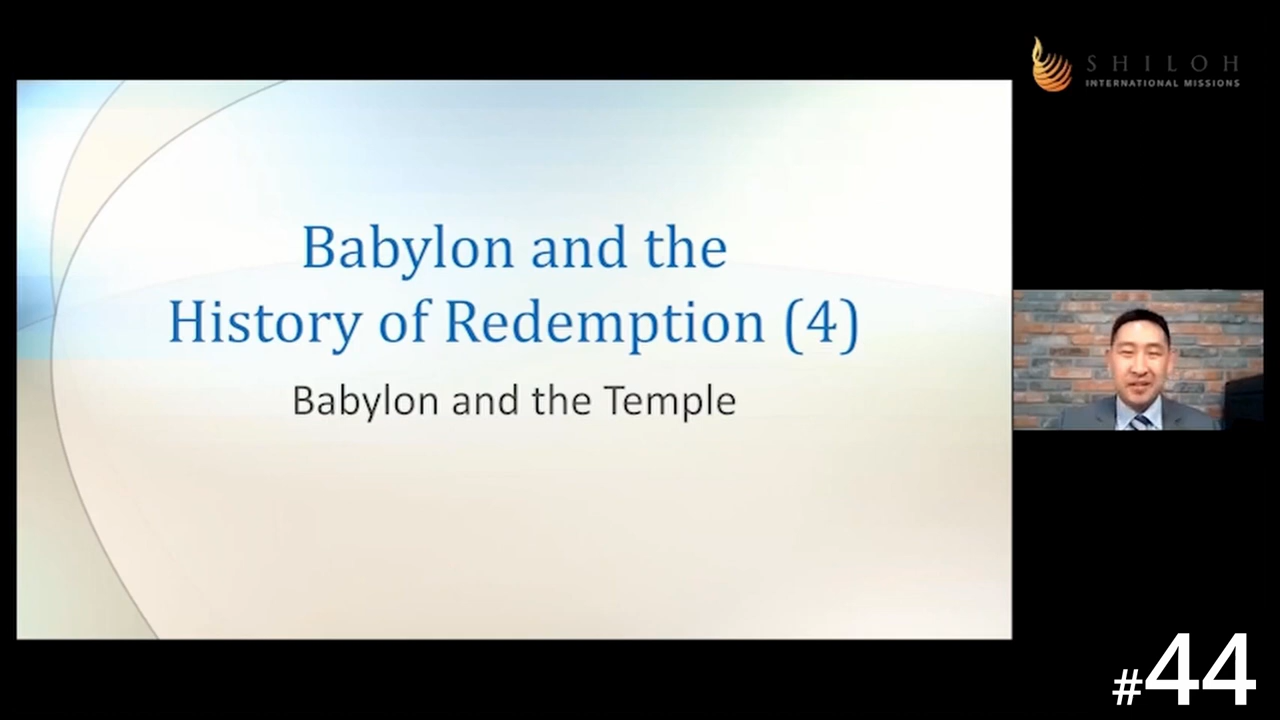 SHILOH
INTERNATIONAL MISSIONS
Babylon and the
History of Redemption (4)
Babylon and the Temple
#44